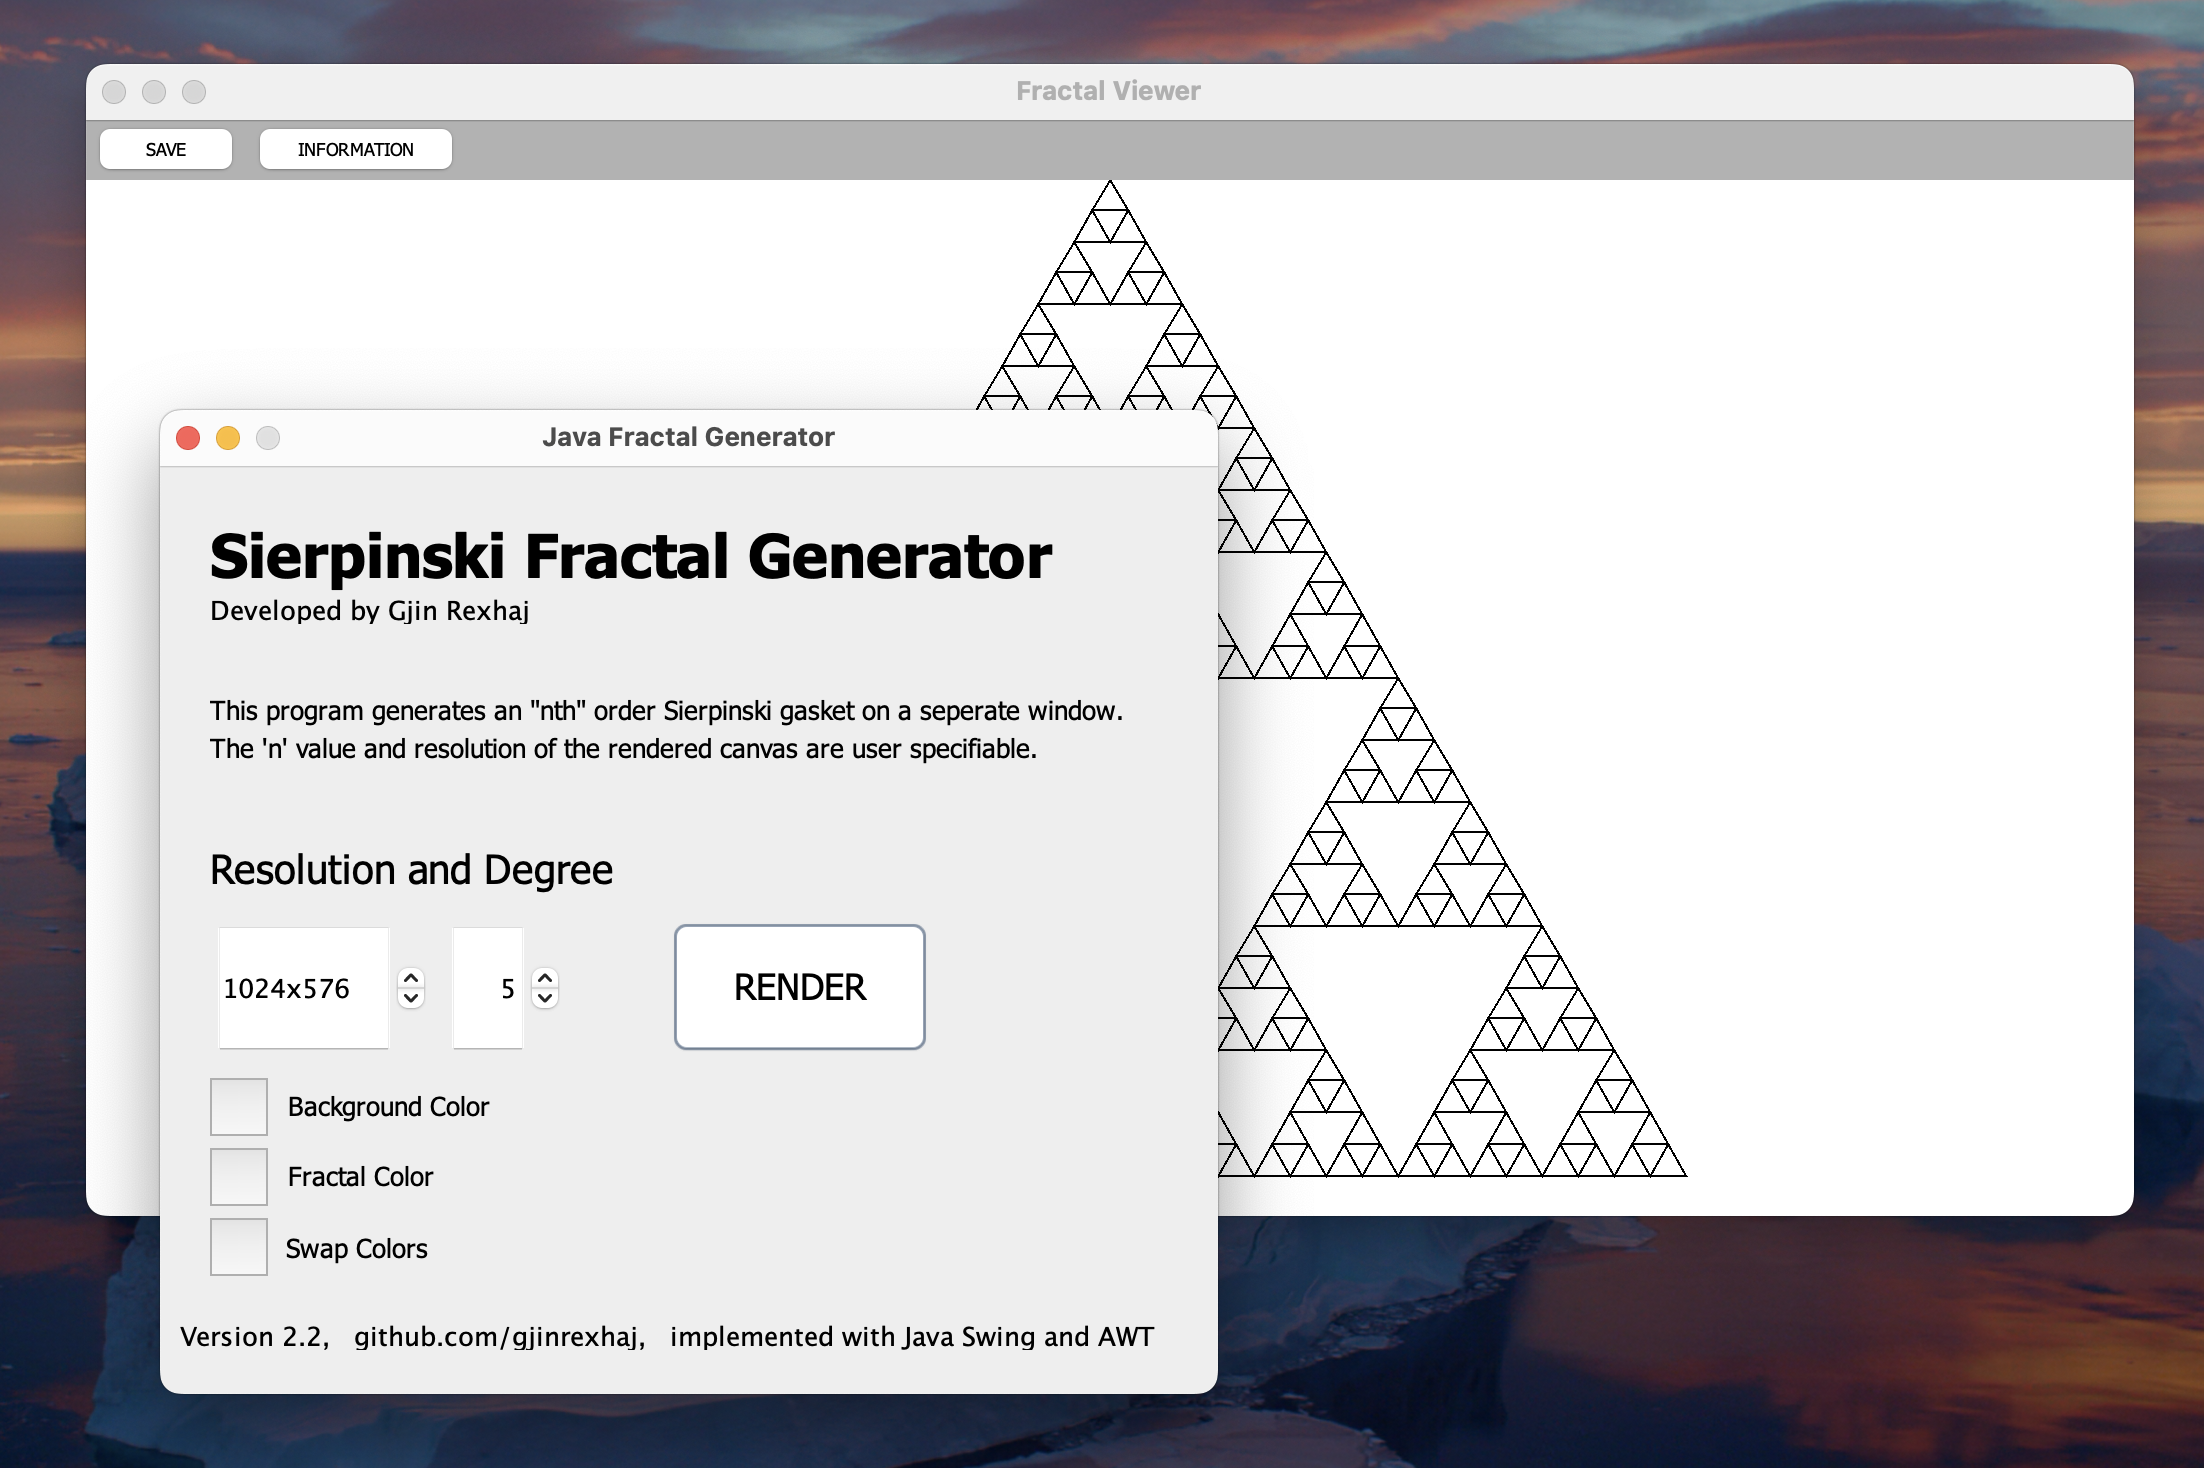 Fractal Viewer
SAVE
INFORMATION
Java Fractal Generator
Sierpinski Fractal Generator
Developed by Gjin Rexhaj
This program generates an "nth" order Sierpinski gasket on a seperate window.
The 'n' value and resolution of the rendered canvas are user specifiable.
Resolution and Degree
1024x576
5
RENDER
Background Color
Fractal Color
Swap Colors
Version 2.2, github.com/gjinrexhaj, implemented with Java Swing and AWT